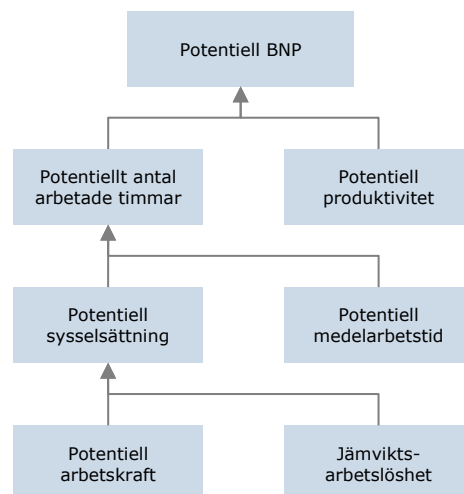 Potentiell BNP
Potentiellt antal
arbetade timmar
Potentiell
produktivitet
Potentiell
sysselsättning
Potentiell
medelarbetstid
Potentiell
arbetskraft
Jämvikts-
arbetslöshet